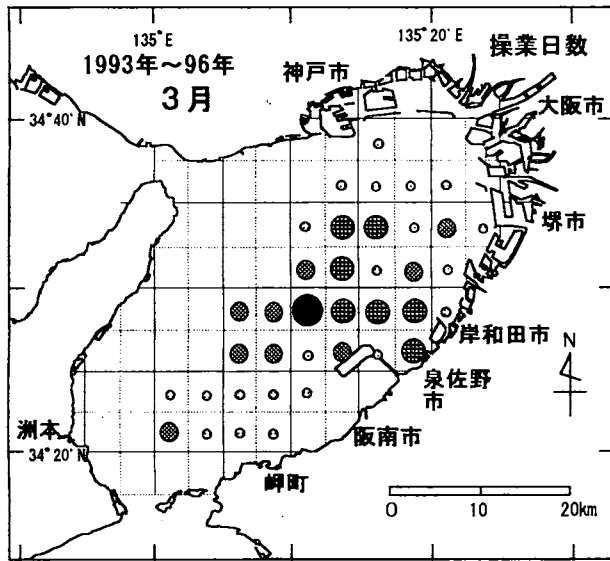 135°E
135°20'E
操業日数
1993年～96年
3月
神戸市
大阪市
34°40'N
堺市
岸和田市
N
泉佐野
市
洲本
阪南市
34°20'N
岬町
0 10 20km